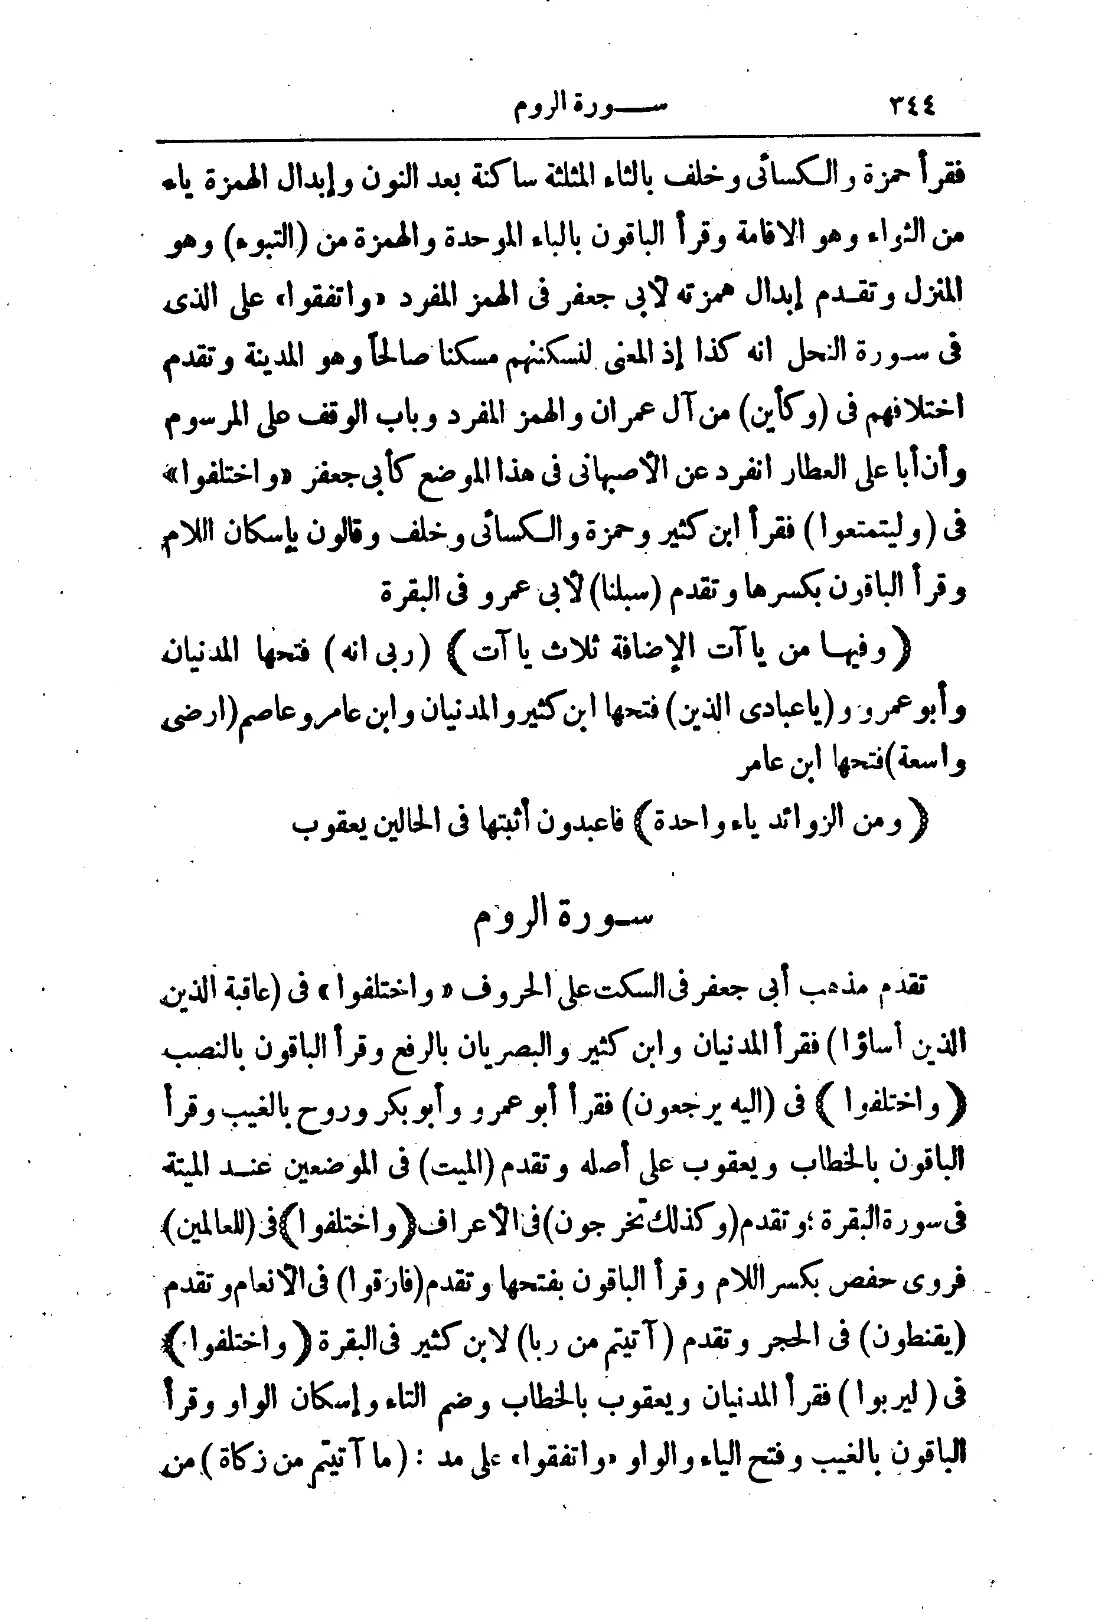 ٣٤٤ سورة الروم
فقرأ حمزة والكسائى وخلف بالثاء المثلثة ساكنة بعد النون وإبدال الهمزة ياء
من الثواء وهو الاقامة وقرأ الباقون بالباء الموحدة والهمزة من (التبوء) وهو
المنزل وتقدم إبدال همزته لأبى جعفر فى الهمز المفرد «واتفقوا» على الذى
فى سورة النحل انه كذا إذ المعنى لنسكننهم مسكنا صالحاً وهو المدينة وتقدم
اختلافهم فى (وكأين) من آل عمران والهمز المفرد وباب الوقف على المرسوم
وأن أبا على العطار انفرد عن الأصبهانى فى هذا الموضع كأبى جعفر «واختلفوا»
فى (وليتمتعوا) فقرأ ابن كثير وحمزة والكسائى وخلف وقالون بإسكان اللام
وقرأ الباقون بكسرها وتقدم (سبلنا) لأبى عمرو فى البقرة
﴿وفيها من ياآت الإضافة ثلاث ياآت﴾ (ربى انه) فتحها المدنيان
وأبو عمرو و(ياعبادى الذين) فتحها ابن كثير والمدنيان وابن عامر وعاصم (ارضى
واسعة) فتحها ابن عامر
﴿ومن الزوائد ياء واحدة﴾ فاعبدون أثبتها فى الحالين يعقوب
سورة الروم
تقدم مذهب أبى جعفر فى السكت على الحروف «واختلفوا» فى (عاقبة الذين
الذين أساؤا) فقرأ المدنيان وابن كثير والبصريان بالرفع وقرأ الباقون بالنصب
﴿واختلفوا﴾ فى (اليه يرجعون) فقرأ أبو عمرو وأبو بكر وروح بالغيب وقرأ
الباقون بالخطاب ويعقوب على أصله وتقدم (الميت) فى الموضعين عند الميتة
فى سورة البقرة؛ وتقدم (وكذلك تخرجون) فى الأعراف ﴿واختلفوا﴾ فى (للعالمين)
فروى حفص بكسر اللام وقرأ الباقون بفتحها وتقدم (فارقوا) فى الأنعام وتقدم
(يقنطون) فى الحجر وتقدم (آتيتم من ربا) لابن كثير فى البقرة ﴿واختلفوا﴾
فى (ليربوا) فقرأ المدنيان ويعقوب بالخطاب وضم التاء وإسكان الواو وقرأ
الباقون بالغيب وفتح الياء والواو «واتفقوا» على مد : (ما آتيتم من زكاة) من